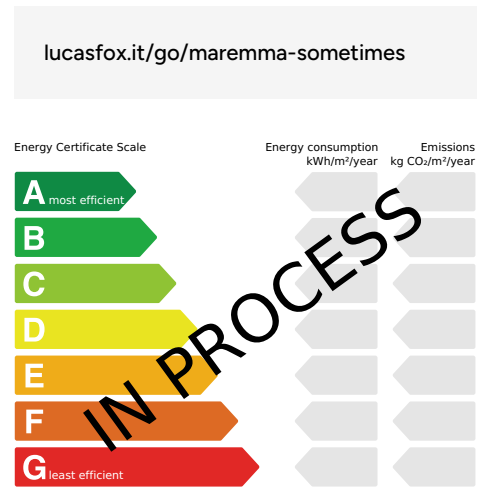 lucasfox.it/go/maremma-sometimes
Energy Certificate Scale
Energy consumption
kWh/m²/year
Emissions
kg CO₂/m²/year
A most efficient
B
C
D
E
F
G least efficient
IN PROCESS